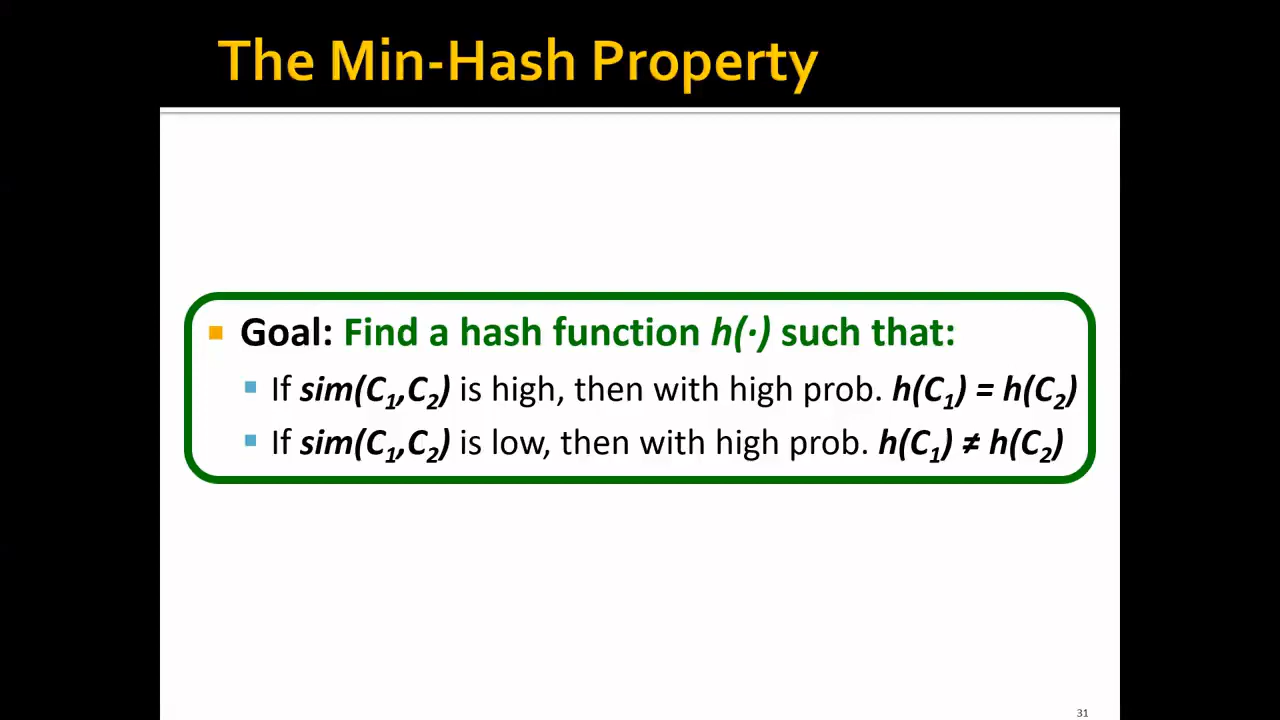 The Min-Hash Property
Goal: Find a hash function h(·) such that:
If sim(C1,C2) is high, then with high prob. h(C1) = h(C2)
If sim(C1,C2) is low, then with high prob. h(C1) ≠ h(C2)
31